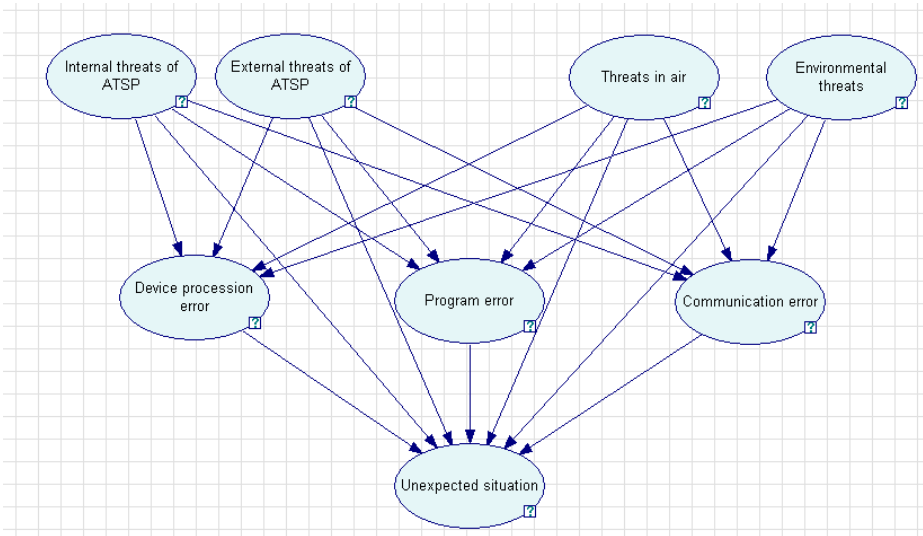 Internal threats of
ATSP
?
External threats of
ATSP
?
Threats in air
?
Environmental
threats
?
Device procession
error
?
Program error
?
Communication error
?
Unexpected situation
?